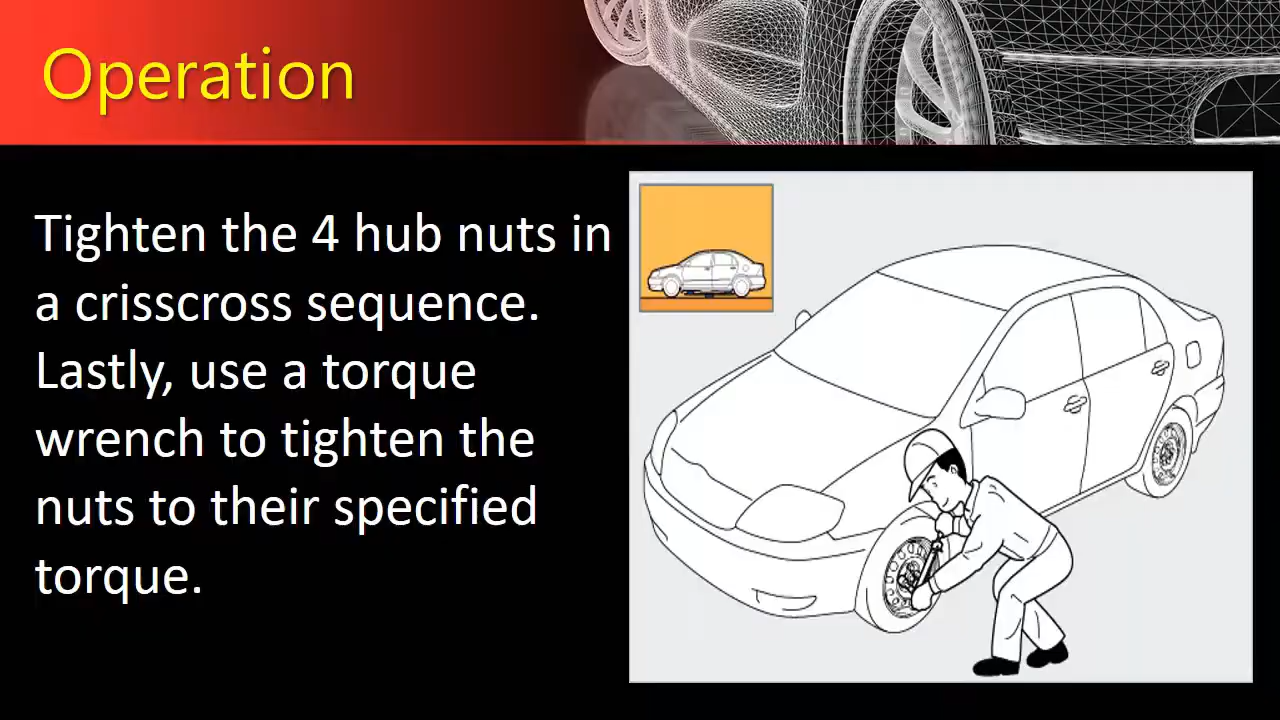 Operation
Tighten the 4 hub nuts in
a crisscross sequence.
Lastly, use a torque
wrench to tighten the
nuts to their specified
torque.